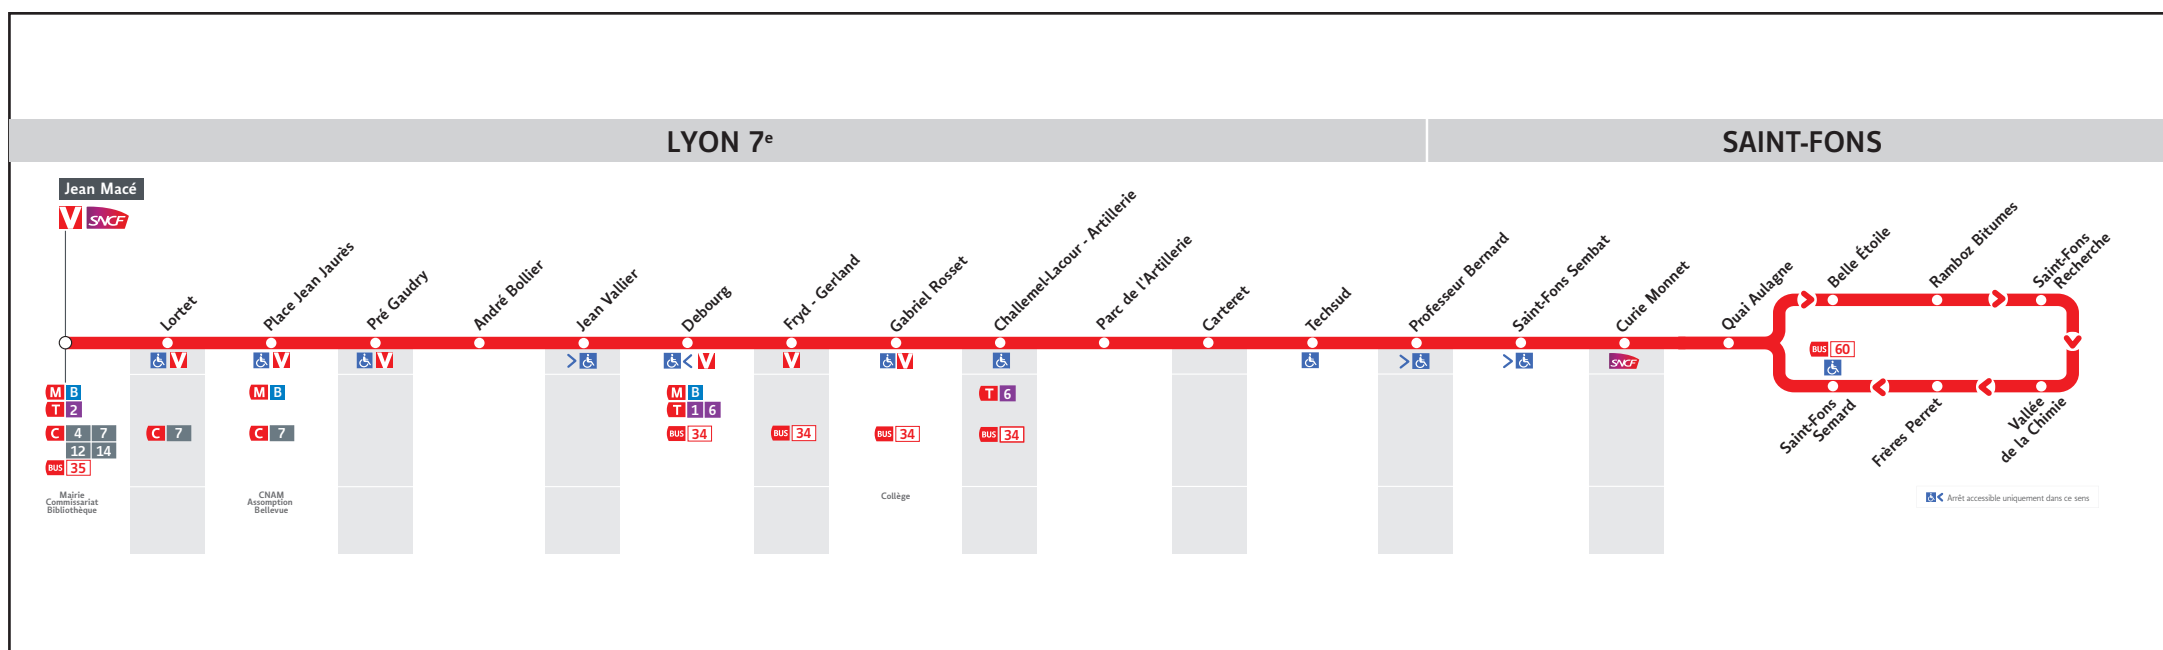 LYON 7e
SAINT-FONS
Jean Macé
V SNCF
Lortet
Place Jean Jaurès
Pré Gaudry
André Bollier
Jean Vallier
Debourg
Fryd - Gerland
Gabriel Rosset
Challemel-Lacour - Artillerie
Parc de l'Artillerie
Carteret
Techsud
Professeur Bernard
Saint-Fons Sembat
Curie Monnet
Quai Aulagne
Belle Étoile
Ramboz Bitumes
Saint-Fons
Recherche
BUS 60
Saint-Fons
Semard
Frères Perret
Vallée
de la Chimie
V
V
V
> 
< V
V
V
>
>
SNCF
M B
T 2
C 4 7
12 14
BUS 35
Mairie
Commissariat
Bibliothèque
C 7
M B
C 7
CNAM
Assomption
Bellevue
M B
T 1 6
BUS 34
BUS 34
BUS 34
Collège
T 6
BUS 34
< Arrêt accessible uniquement dans ce sens